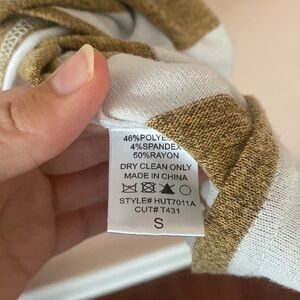 46%POLYE
4%SPANDEX
50%RAYON
DRY CLEAN ONLY
MADE IN CHINA
STYLE# HUT7011A
CUT# T431
S